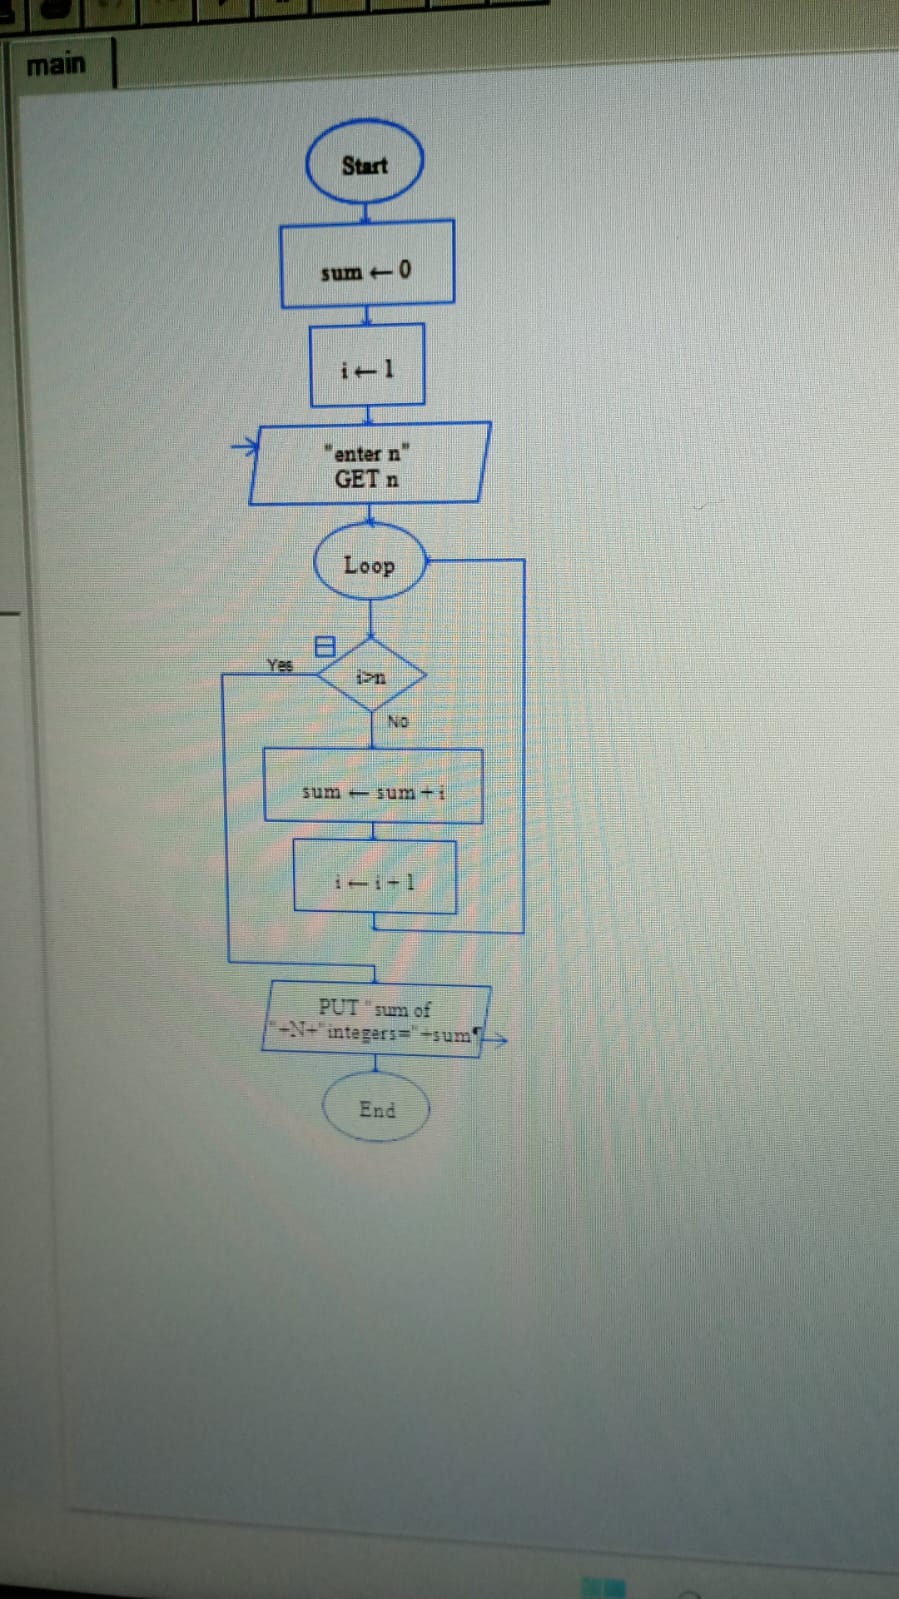 main
Start
sum ← 0
i ← 1
"enter n"
GET n
Loop
Yes
i>n
No
sum ← sum + i
i ← i + 1
PUT "sum of
"+N+"integers="+sum¶
End